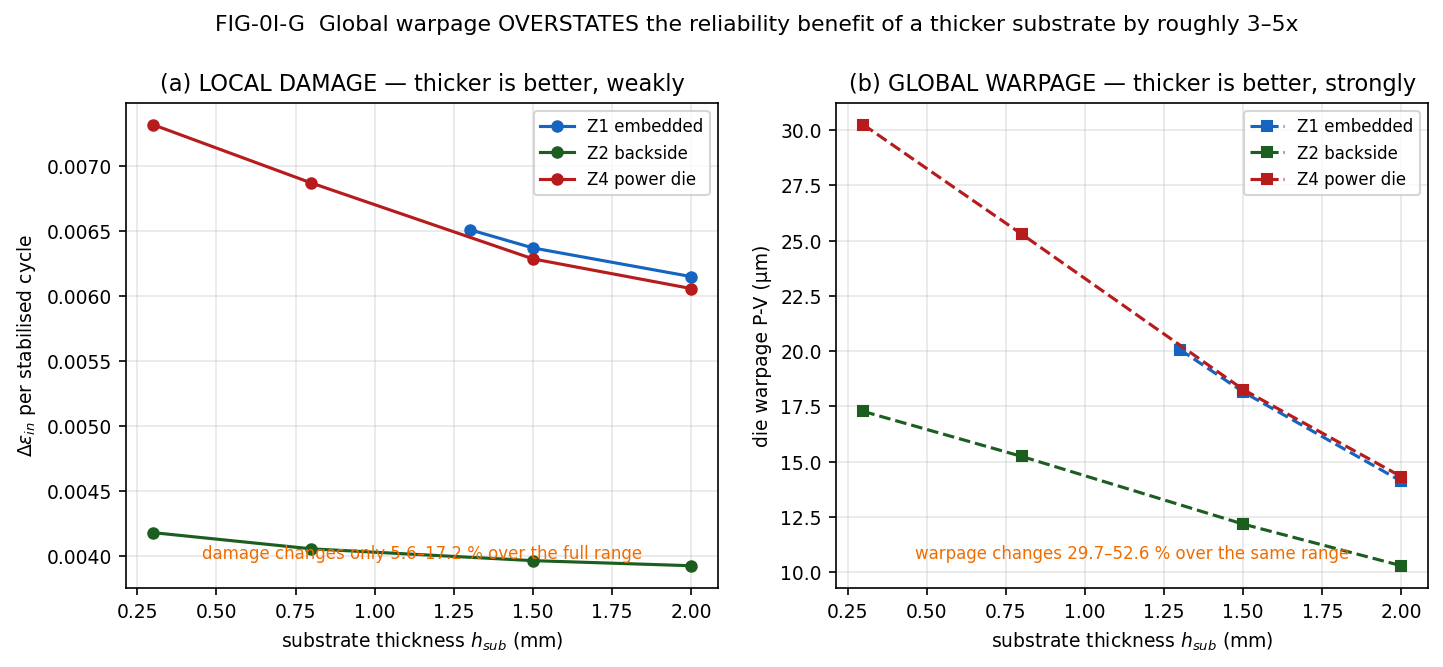 FIG-0I-G  Global warpage OVERSTATES the reliability benefit of a thicker substrate by roughly 3–5x
(a) LOCAL DAMAGE — thicker is better, weakly
Z1 embedded
Z2 backside
Z4 power die
0.0070
0.0065
0.0060
0.0055
0.0050
0.0045
0.0040
Δε_in per stabilised cycle
damage changes only 5.6–17.2 % over the full range
0.25 0.50 0.75 1.00 1.25 1.50 1.75 2.00
substrate thickness h_sub (mm)
(b) GLOBAL WARPAGE — thicker is better, strongly
Z1 embedded
Z2 backside
Z4 power die
30.0
27.5
25.0
22.5
20.0
17.5
15.0
12.5
10.0
die warpage P-V (µm)
warpage changes 29.7–52.6 % over the same range
0.25 0.50 0.75 1.00 1.25 1.50 1.75 2.00
substrate thickness h_sub (mm)